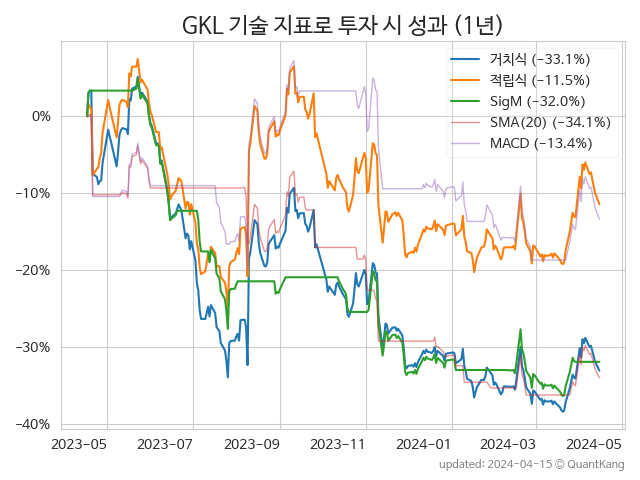 GKL 기술 지표로 투자 시 성과 (1년)
거치식 (−33.1%)
적립식 (−11.5%)
SigM (−32.0%)
SMA(20) (−34.1%)
MACD (−13.4%)
0%
−10%
−20%
−30%
−40%
2023−05 2023−07 2023−09 2023−11 2024−01 2024−03 2024−05
updated: 2024−04−15 ⓒ QuantKang